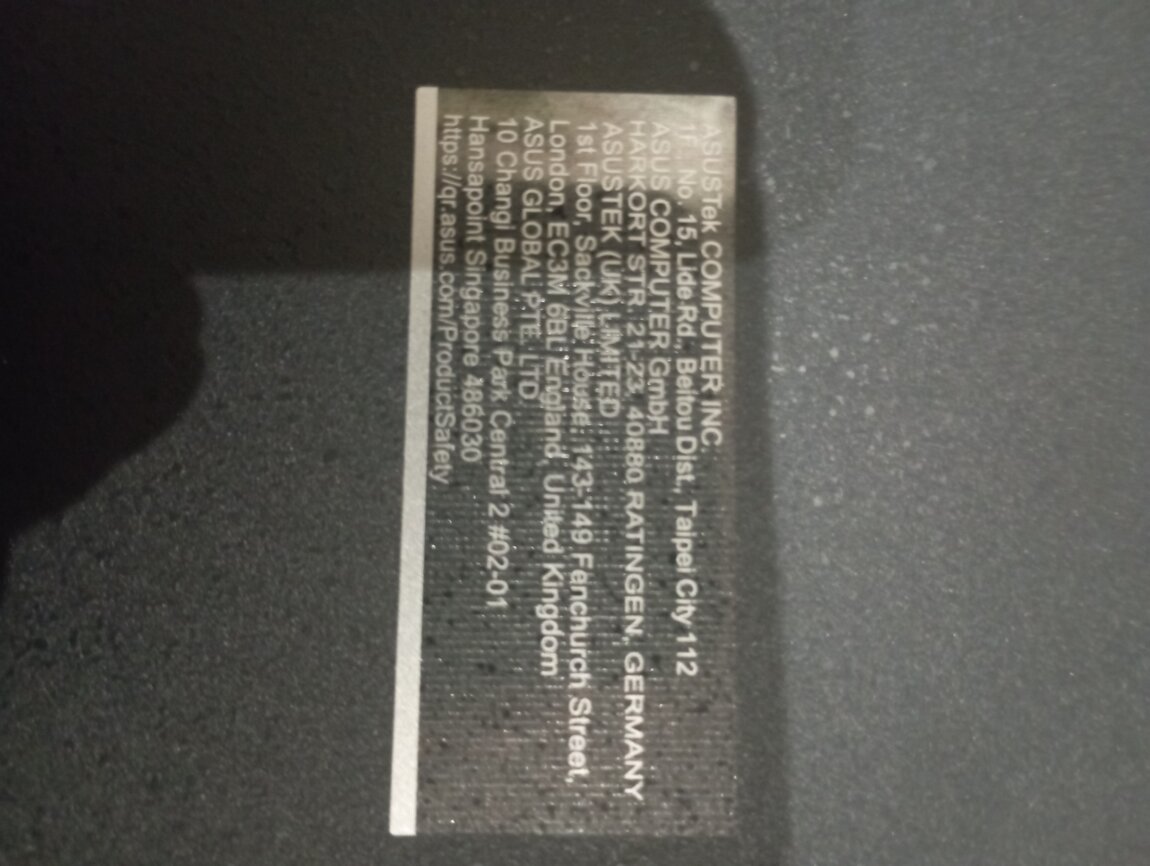 ASUSTek COMPUTER INC.
1F., No. 15, Lide Rd., Beitou Dist., Taipei City 112
ASUS COMPUTER GmbH
HARKORT STR. 21-23, 40880 RATINGEN, GERMANY
ASUSTEK (UK) LIMITED
1st Floor, Sackville House, 143-149 Fenchurch Street,
London, EC3M 6BL, England, United Kingdom
ASUS GLOBAL PTE. LTD
10 Changi Business Park Central 2 #02-01
Hansapoint Singapore 486030
https://qr.asus.com/ProductSafety